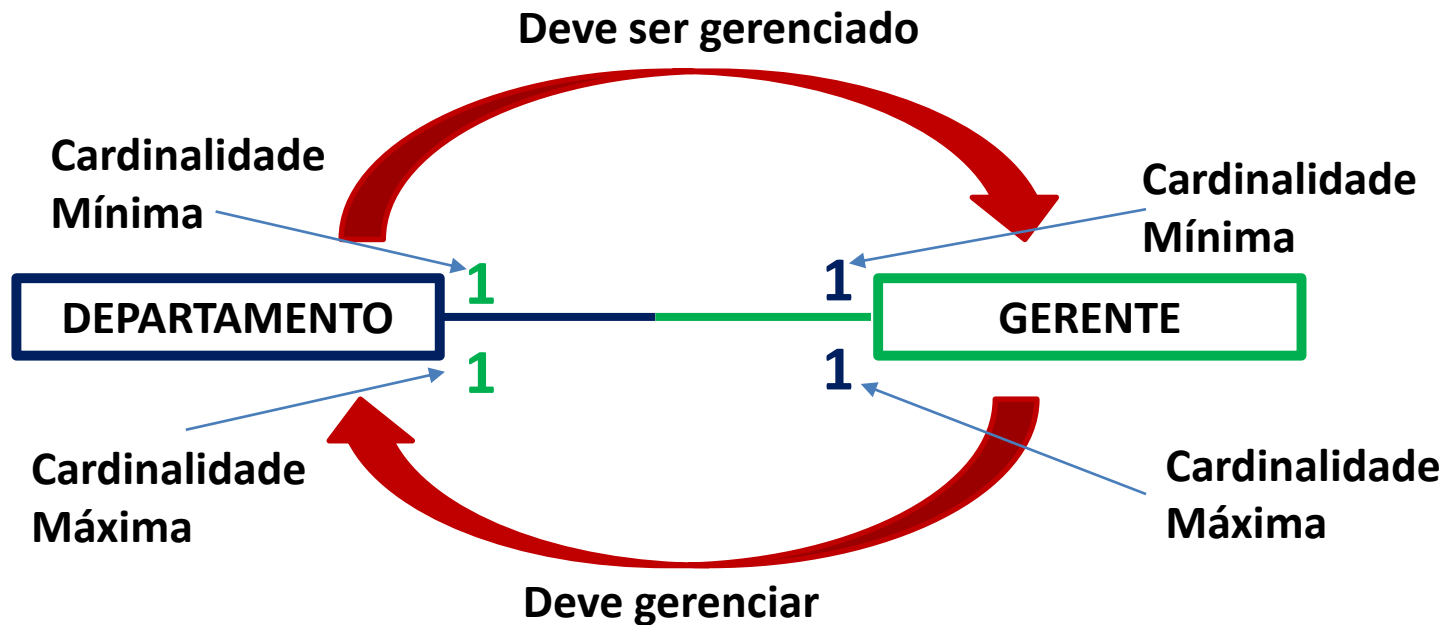 Deve ser gerenciado
Cardinalidade
Mínima
Cardinalidade
Mínima
1
1
DEPARTAMENTO
GERENTE
1
1
Cardinalidade
Máxima
Cardinalidade
Máxima
Deve gerenciar